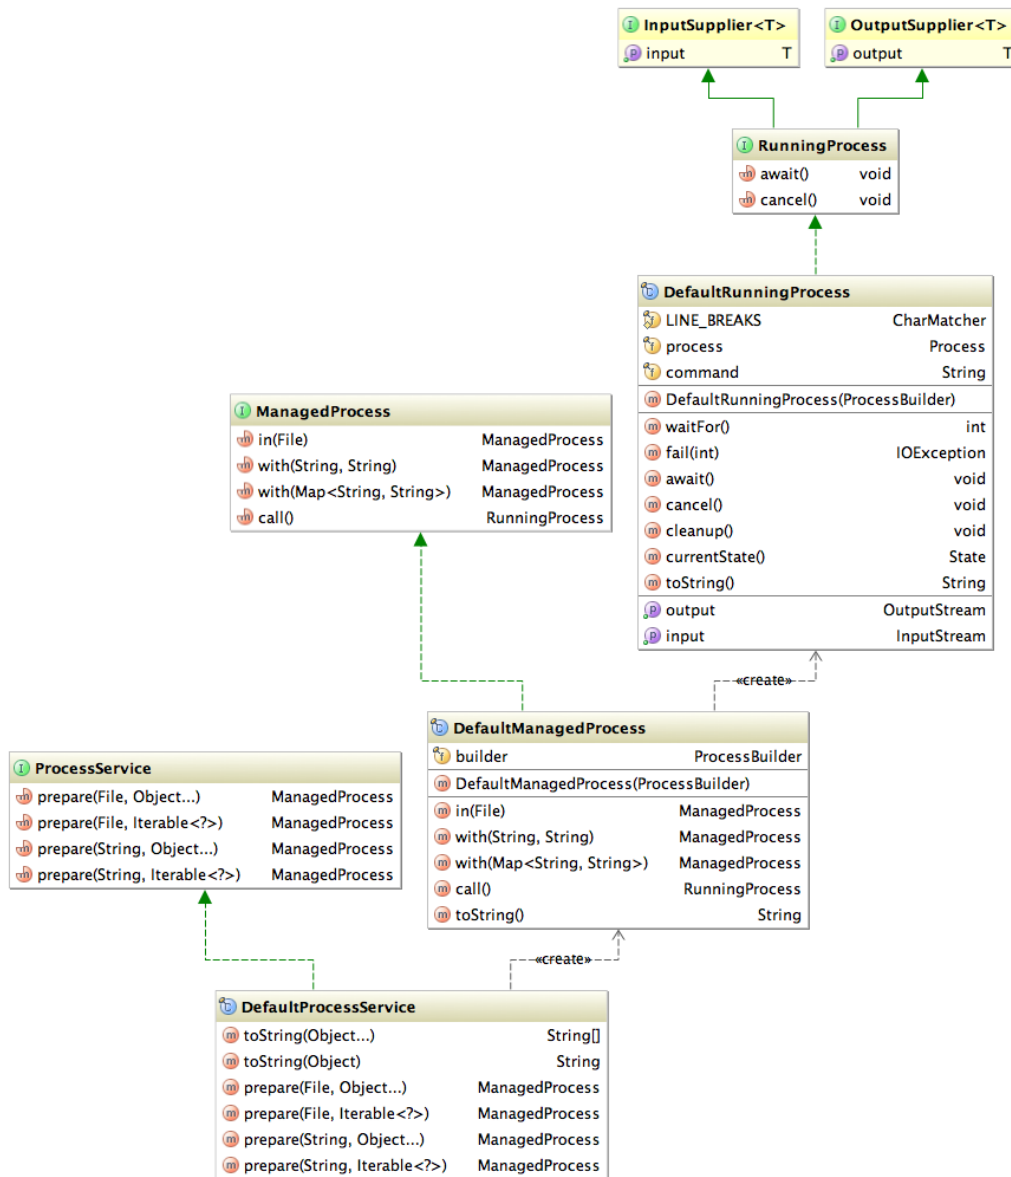 InputSupplier<T>
input T
OutputSupplier<T>
output T
RunningProcess
await() void
cancel() void
DefaultRunningProcess
LINE_BREAKS CharMatcher
process Process
command String
DefaultRunningProcess(ProcessBuilder)
waitFor() int
fail(int) IOException
await() void
cancel() void
cleanup() void
currentState() State
toString() String
output OutputStream
input InputStream
ManagedProcess
in(File) ManagedProcess
with(String, String) ManagedProcess
with(Map<String, String>) ManagedProcess
call() RunningProcess
«create»
DefaultManagedProcess
builder ProcessBuilder
DefaultManagedProcess(ProcessBuilder)
in(File) ManagedProcess
with(String, String) ManagedProcess
with(Map<String, String>) ManagedProcess
call() RunningProcess
toString() String
ProcessService
prepare(File, Object...) ManagedProcess
prepare(File, Iterable<?>) ManagedProcess
prepare(String, Object...) ManagedProcess
prepare(String, Iterable<?>) ManagedProcess
«create»
DefaultProcessService
toString(Object...) String[]
toString(Object) String
prepare(File, Object...) ManagedProcess
prepare(File, Iterable<?>) ManagedProcess
prepare(String, Object...) ManagedProcess
prepare(String, Iterable<?>) ManagedProcess